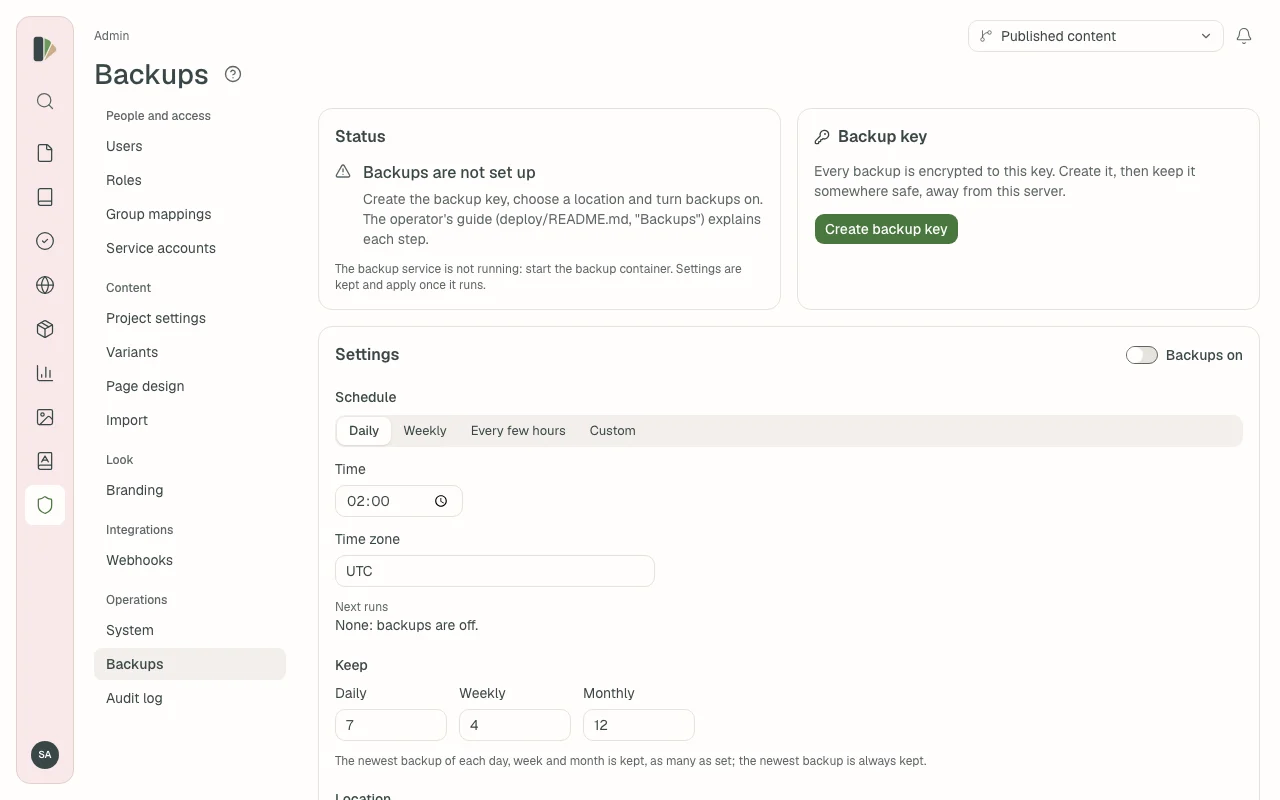 Admin
Published content
Backups
People and access
Users
Roles
Group mappings
Service accounts
Content
Project settings
Variants
Page design
Import
Look
Branding
Integrations
Webhooks
Operations
System
Backups
Audit log
SA
Status
Backups are not set up
Create the backup key, choose a location and turn backups on.
The operator's guide (deploy/README.md, "Backups") explains
each step.
The backup service is not running: start the backup container. Settings are
kept and apply once it runs.
Backup key
Every backup is encrypted to this key. Create it, then keep it
somewhere safe, away from this server.
Create backup key
Settings
Backups on
Schedule
Daily Weekly Every few hours Custom
Time
02:00
Time zone
UTC
Next runs
None: backups are off.
Keep
Daily Weekly Monthly
7 4 12
The newest backup of each day, week and month is kept, as many as set; the newest backup is always kept.
Location